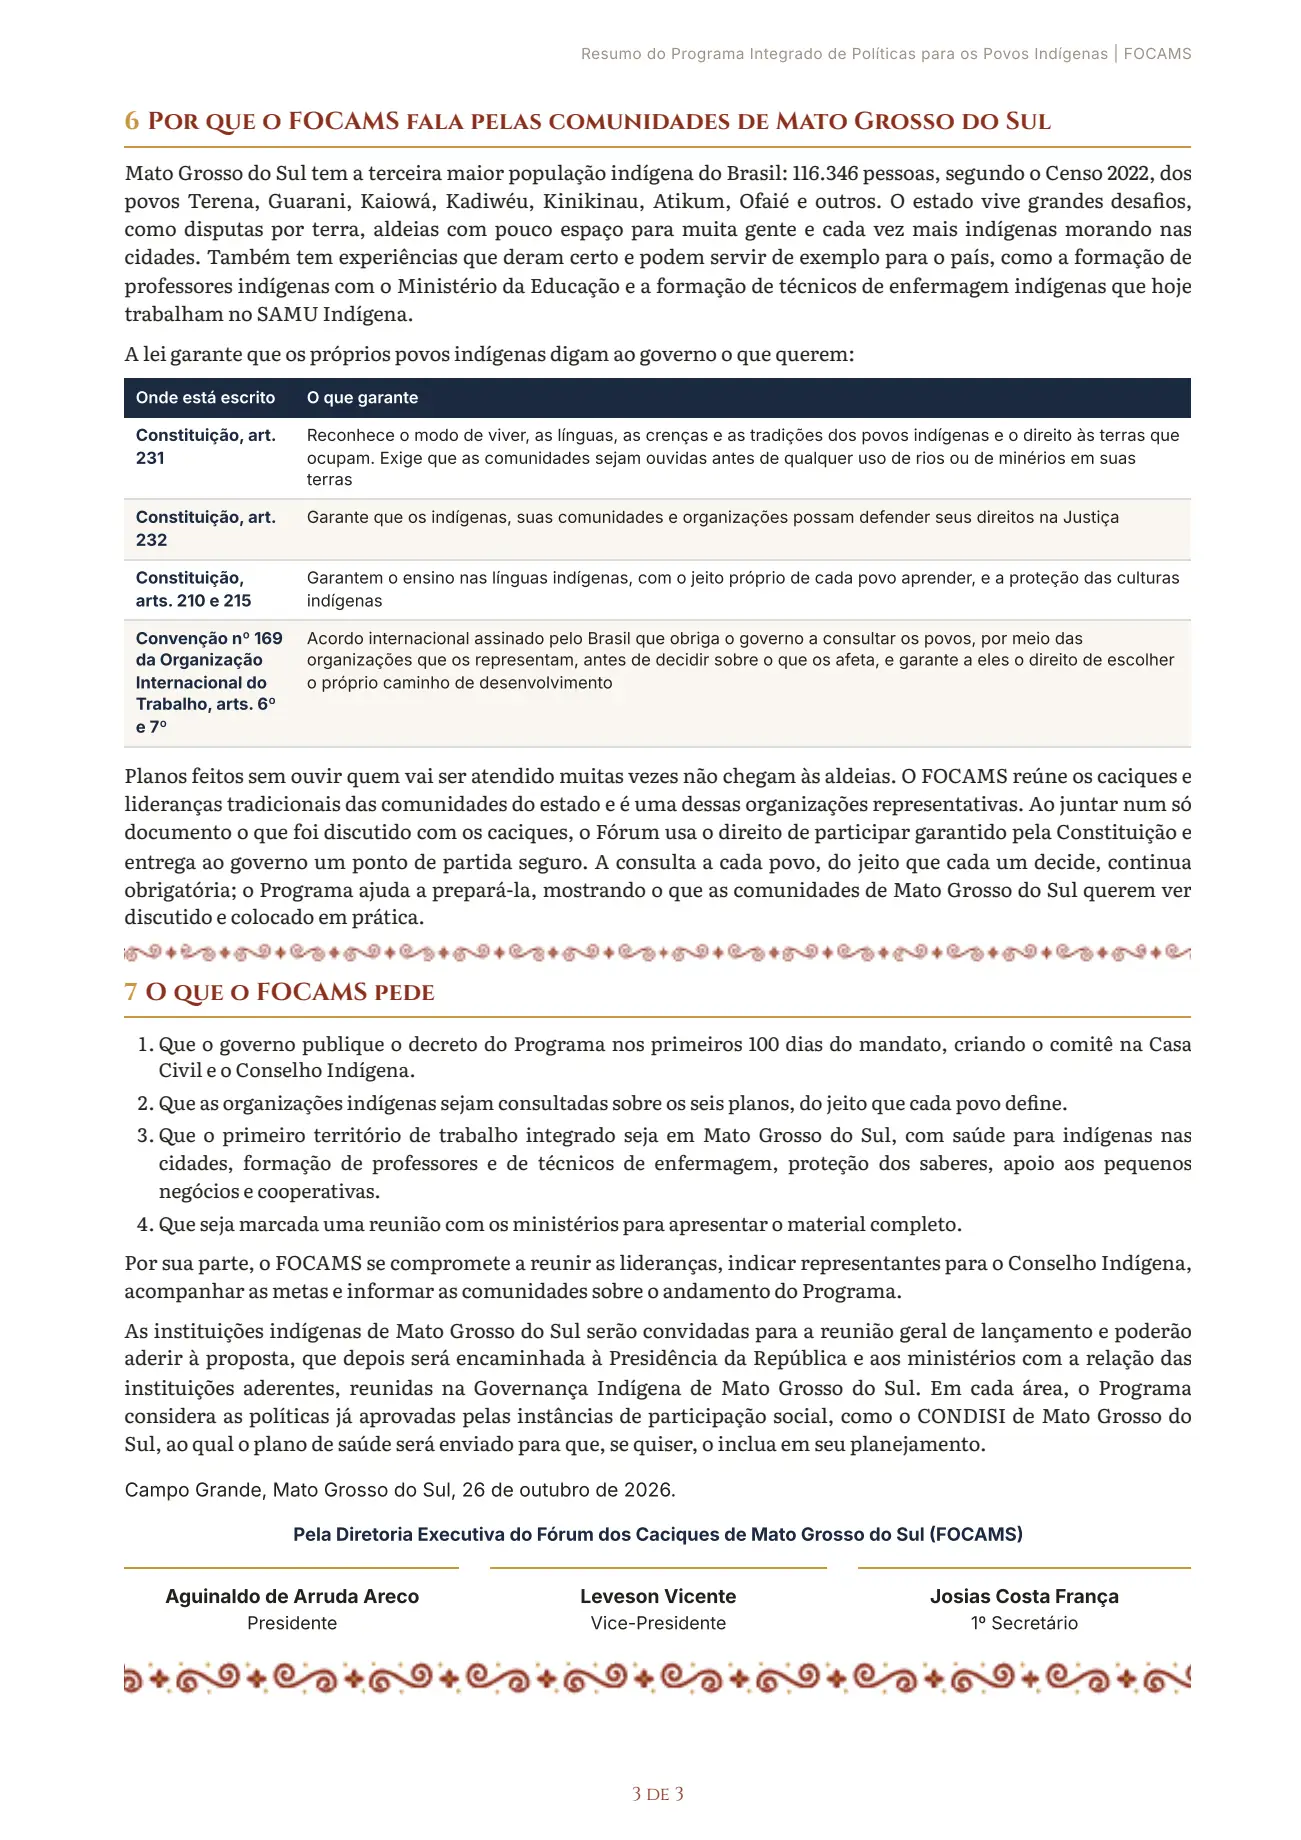 Resumo do Programa Integrado de Políticas para os Povos Indígenas | FOCAMS
6 Por que o FOCAMS fala pelas comunidades de Mato Grosso do Sul
Mato Grosso do Sul tem a terceira maior população indígena do Brasil: 116.346 pessoas, segundo o Censo 2022, dos
povos Terena, Guarani, Kaiowá, Kadiwéu, Kinikinau, Atikum, Ofaié e outros. O estado vive grandes desafios,
como disputas por terra, aldeias com pouco espaço para muita gente e cada vez mais indígenas morando nas
cidades. Também tem experiências que deram certo e podem servir de exemplo para o país, como a formação de
professores indígenas com o Ministério da Educação e a formação de técnicos de enfermagem indígenas que hoje
trabalham no SAMU Indígena.
A lei garante que os próprios povos indígenas digam ao governo o que querem:
Onde está escrito O que garante
Constituição, art. Reconhece o modo de viver, as línguas, as crenças e as tradições dos povos indígenas e o direito às terras que
231 ocupam. Exige que as comunidades sejam ouvidas antes de qualquer uso de rios ou de minérios em suas
terras
Constituição, art. Garante que os indígenas, suas comunidades e organizações possam defender seus direitos na Justiça
232
Constituição, Garantem o ensino nas línguas indígenas, com o jeito próprio de cada povo aprender, e a proteção das culturas
arts. 210 e 215 indígenas
Convenção nº 169 Acordo internacional assinado pelo Brasil que obriga o governo a consultar os povos, por meio das
da Organização organizações que os representam, antes de decidir sobre o que os afeta, e garante a eles o direito de escolher
Internacional do o próprio caminho de desenvolvimento
Trabalho, arts. 6º
e 7º
Planos feitos sem ouvir quem vai ser atendido muitas vezes não chegam às aldeias. O FOCAMS reúne os caciques e
lideranças tradicionais das comunidades do estado e é uma dessas organizações representativas. Ao juntar num só
documento o que foi discutido com os caciques, o Fórum usa o direito de participar garantido pela Constituição e
entrega ao governo um ponto de partida seguro. A consulta a cada povo, do jeito que cada um decide, continua
obrigatória; o Programa ajuda a prepará-la, mostrando o que as comunidades de Mato Grosso do Sul querem ver
discutido e colocado em prática.
7 O que o FOCAMS pede
1. Que o governo publique o decreto do Programa nos primeiros 100 dias do mandato, criando o comitê na Casa
Civil e o Conselho Indígena.
2. Que as organizações indígenas sejam consultadas sobre os seis planos, do jeito que cada povo define.
3. Que o primeiro território de trabalho integrado seja em Mato Grosso do Sul, com saúde para indígenas nas
cidades, formação de professores e de técnicos de enfermagem, proteção dos saberes, apoio aos pequenos
negócios e cooperativas.
4. Que seja marcada uma reunião com os ministérios para apresentar o material completo.
Por sua parte, o FOCAMS se compromete a reunir as lideranças, indicar representantes para o Conselho Indígena,
acompanhar as metas e informar as comunidades sobre o andamento do Programa.
As instituições indígenas de Mato Grosso do Sul serão convidadas para a reunião geral de lançamento e poderão
aderir à proposta, que depois será encaminhada à Presidência da República e aos ministérios com a relação das
instituições aderentes, reunidas na Governança Indígena de Mato Grosso do Sul. Em cada área, o Programa
considera as políticas já aprovadas pelas instâncias de participação social, como o CONDISI de Mato Grosso do
Sul, ao qual o plano de saúde será enviado para que, se quiser, o inclua em seu planejamento.
Campo Grande, Mato Grosso do Sul, 26 de outubro de 2026.
Pela Diretoria Executiva do Fórum dos Caciques de Mato Grosso do Sul (FOCAMS)
Aguinaldo de Arruda Areco Leveson Vicente Josias Costa França
Presidente Vice-Presidente 1º Secretário
3 de 3